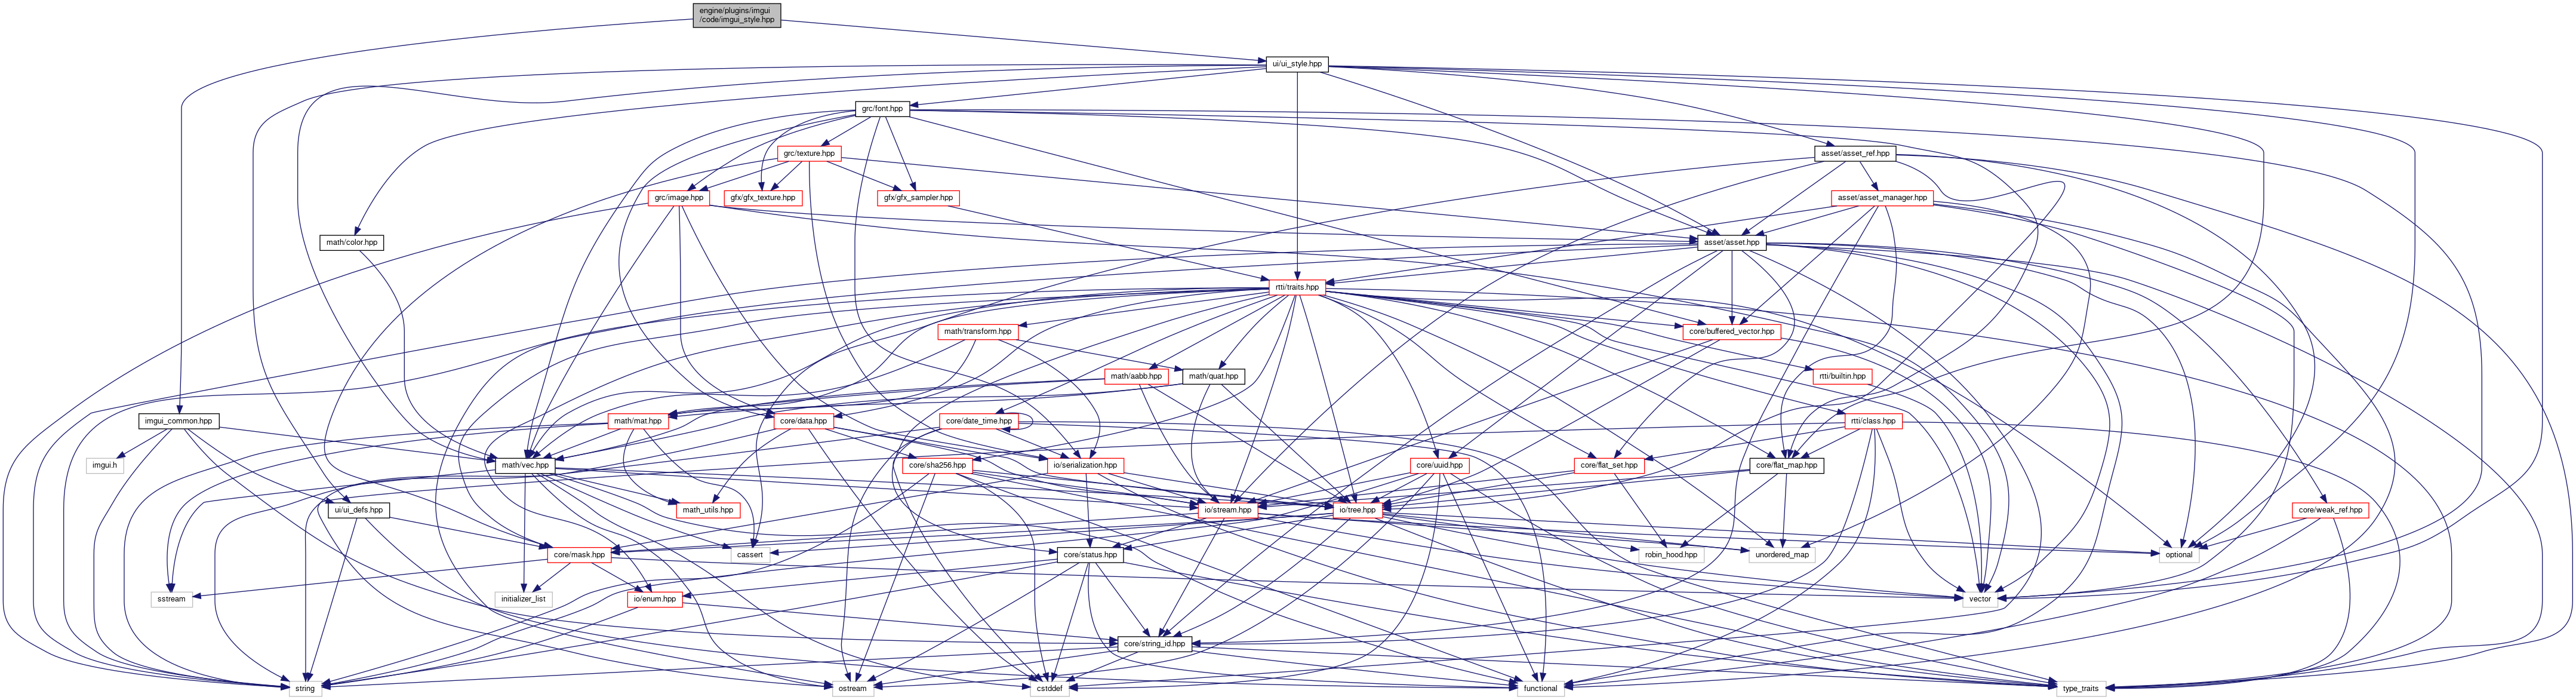 engine/plugins/imgui
/code/imgui_style.hpp
ui/ui_style.hpp
grc/font.hpp
grc/texture.hpp
asset/asset_ref.hpp
grc/image.hpp
gfx/gfx_texture.hpp
gfx/gfx_sampler.hpp
asset/asset_manager.hpp
math/color.hpp
asset/asset.hpp
rtti/traits.hpp
math/transform.hpp
core/buffered_vector.hpp
math/aabb.hpp
math/quat.hpp
rtti/builtin.hpp
imgui_common.hpp
math/mat.hpp
core/data.hpp
core/date_time.hpp
rtti/class.hpp
imgui.h
math/vec.hpp
core/sha256.hpp
io/serialization.hpp
core/uuid.hpp
core/flat_set.hpp
core/flat_map.hpp
ui/ui_defs.hpp
math_utils.hpp
io/stream.hpp
io/tree.hpp
core/weak_ref.hpp
core/mask.hpp
cassert
core/status.hpp
robin_hood.hpp
unordered_map
optional
sstream
initializer_list
io/enum.hpp
vector
core/string_id.hpp
string
ostream
cstddef
functional
type_traits